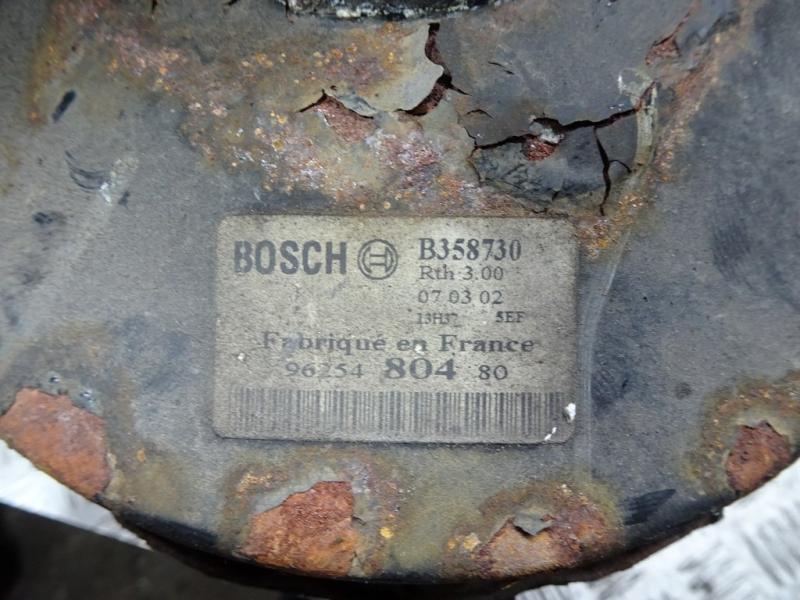 BOSCH B358730
Rth 3.00
07 03 02
13H37 5EF
Fabriqué en France
96254 804 80